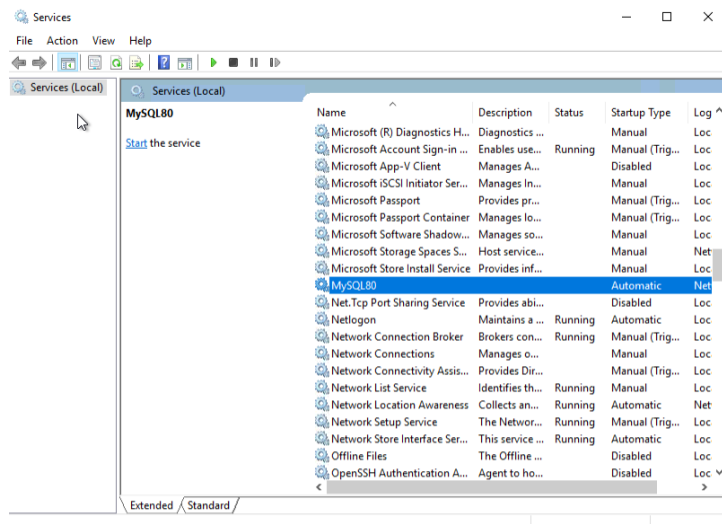 Services
File Action View Help
Services (Local)
Services (Local)
MySQL80
Start the service
Name Description Status Startup Type Log
Microsoft (R) Diagnostics H... Diagnostics ... Manual Loc
Microsoft Account Sign-in ... Enables use... Running Manual (Trig... Loc
Microsoft App-V Client Manages A... Disabled Loc
Microsoft iSCSI Initiator Ser... Manages In... Manual Loc
Microsoft Passport Provides pr... Manual (Trig... Loc
Microsoft Passport Container Manages lo... Manual (Trig... Loc
Microsoft Software Shadow... Manages so... Manual Loc
Microsoft Storage Spaces S... Host service... Manual Net
Microsoft Store Install Service Provides inf... Manual Loc
MySQL80 Automatic Net
Net.Tcp Port Sharing Service Provides abi... Disabled Loc
Netlogon Maintains a ... Running Automatic Loc
Network Connection Broker Brokers con... Running Manual (Trig... Loc
Network Connections Manages o... Manual Loc
Network Connectivity Assis... Provides Dir... Manual (Trig... Loc
Network List Service Identifies th... Running Manual Loc
Network Location Awareness Collects an... Running Automatic Net
Network Setup Service The Networ... Running Manual (Trig... Loc
Network Store Interface Ser... This service ... Running Automatic Loc
Offline Files The Offline ... Disabled Loc
OpenSSH Authentication A... Agent to ho... Disabled Loc
Extended Standard